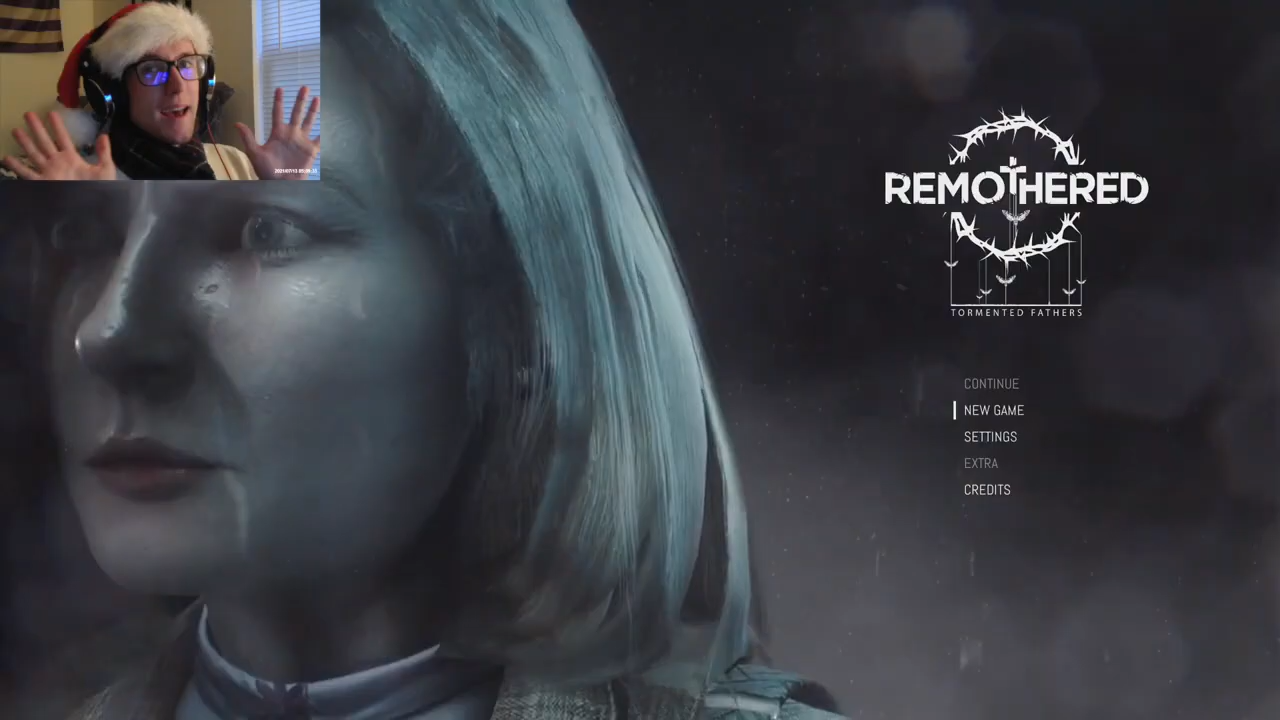 REMOTHERED
TORMENTED FATHERS
CONTINUE
NEW GAME
SETTINGS
EXTRA
CREDITS